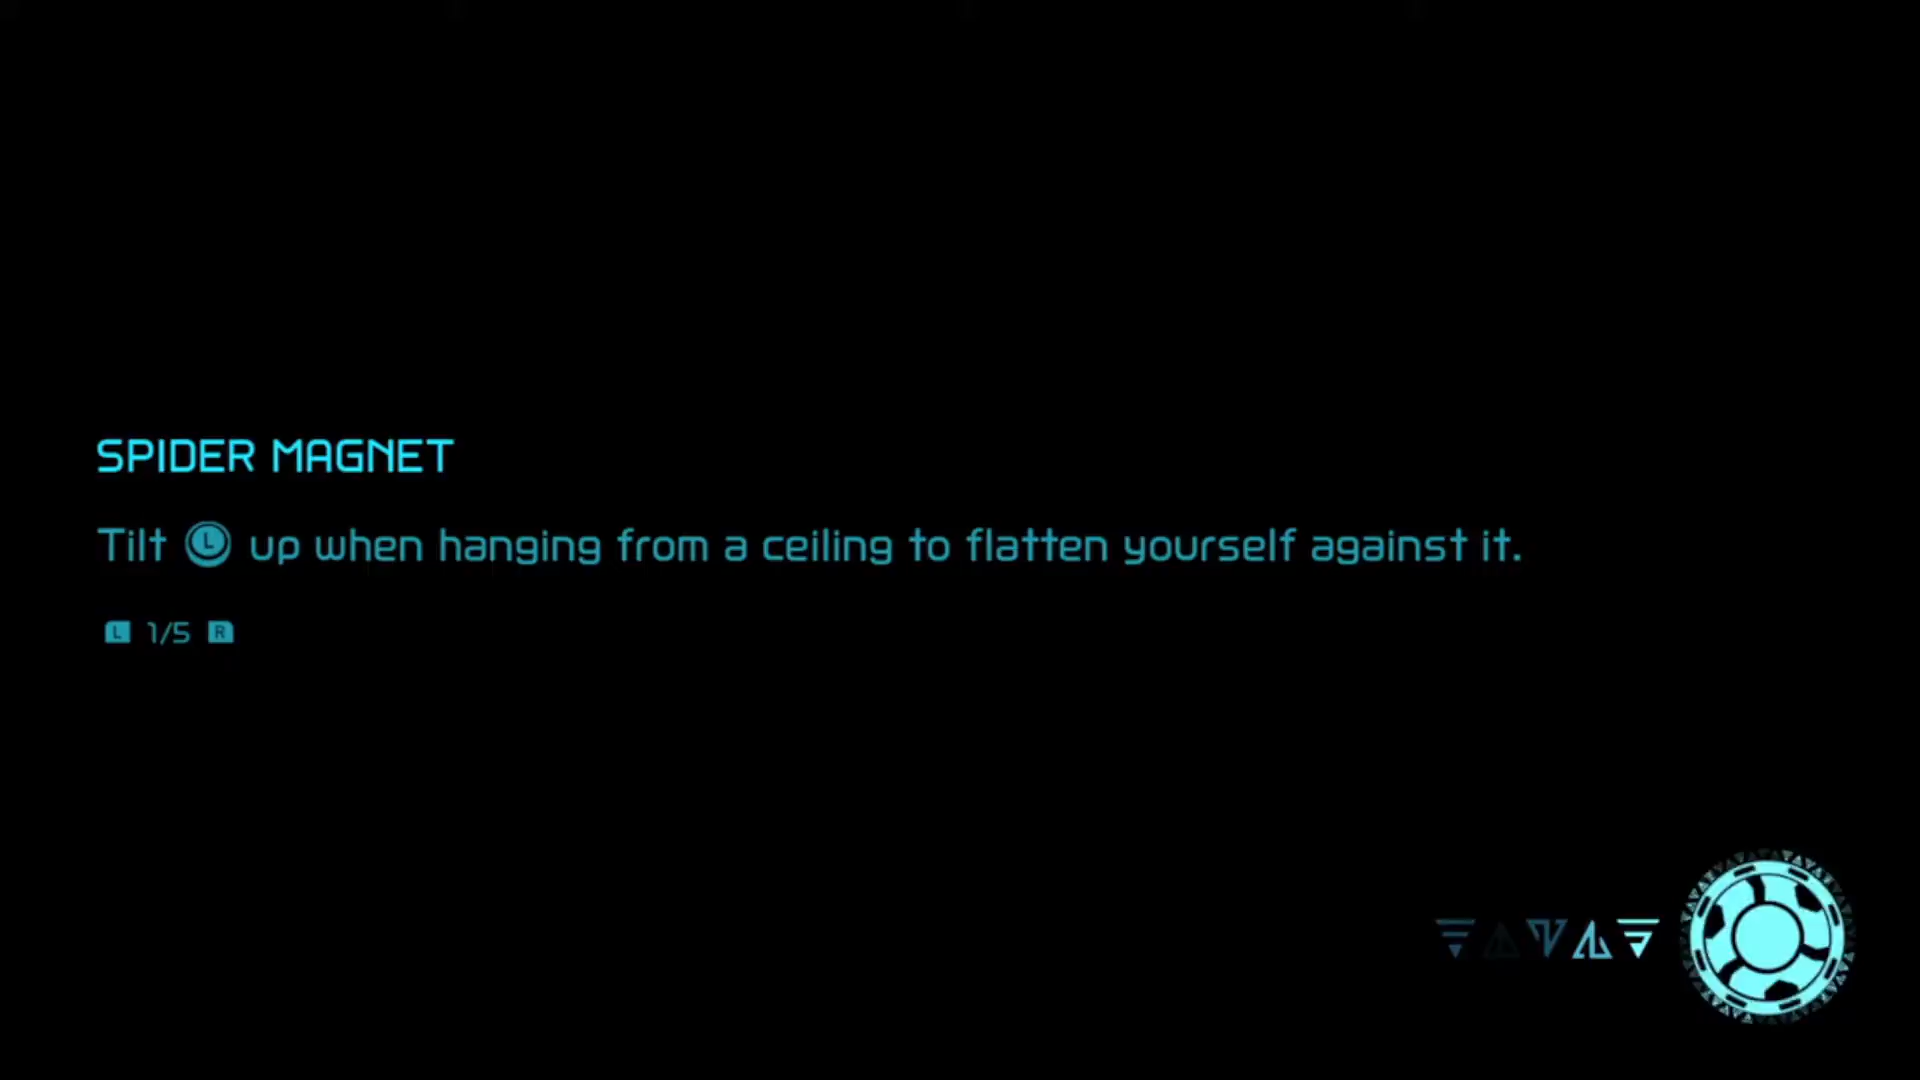 SPIDER MAGNET
Tilt L up when hanging from a ceiling to flatten yourself against it.
L 1/5 R